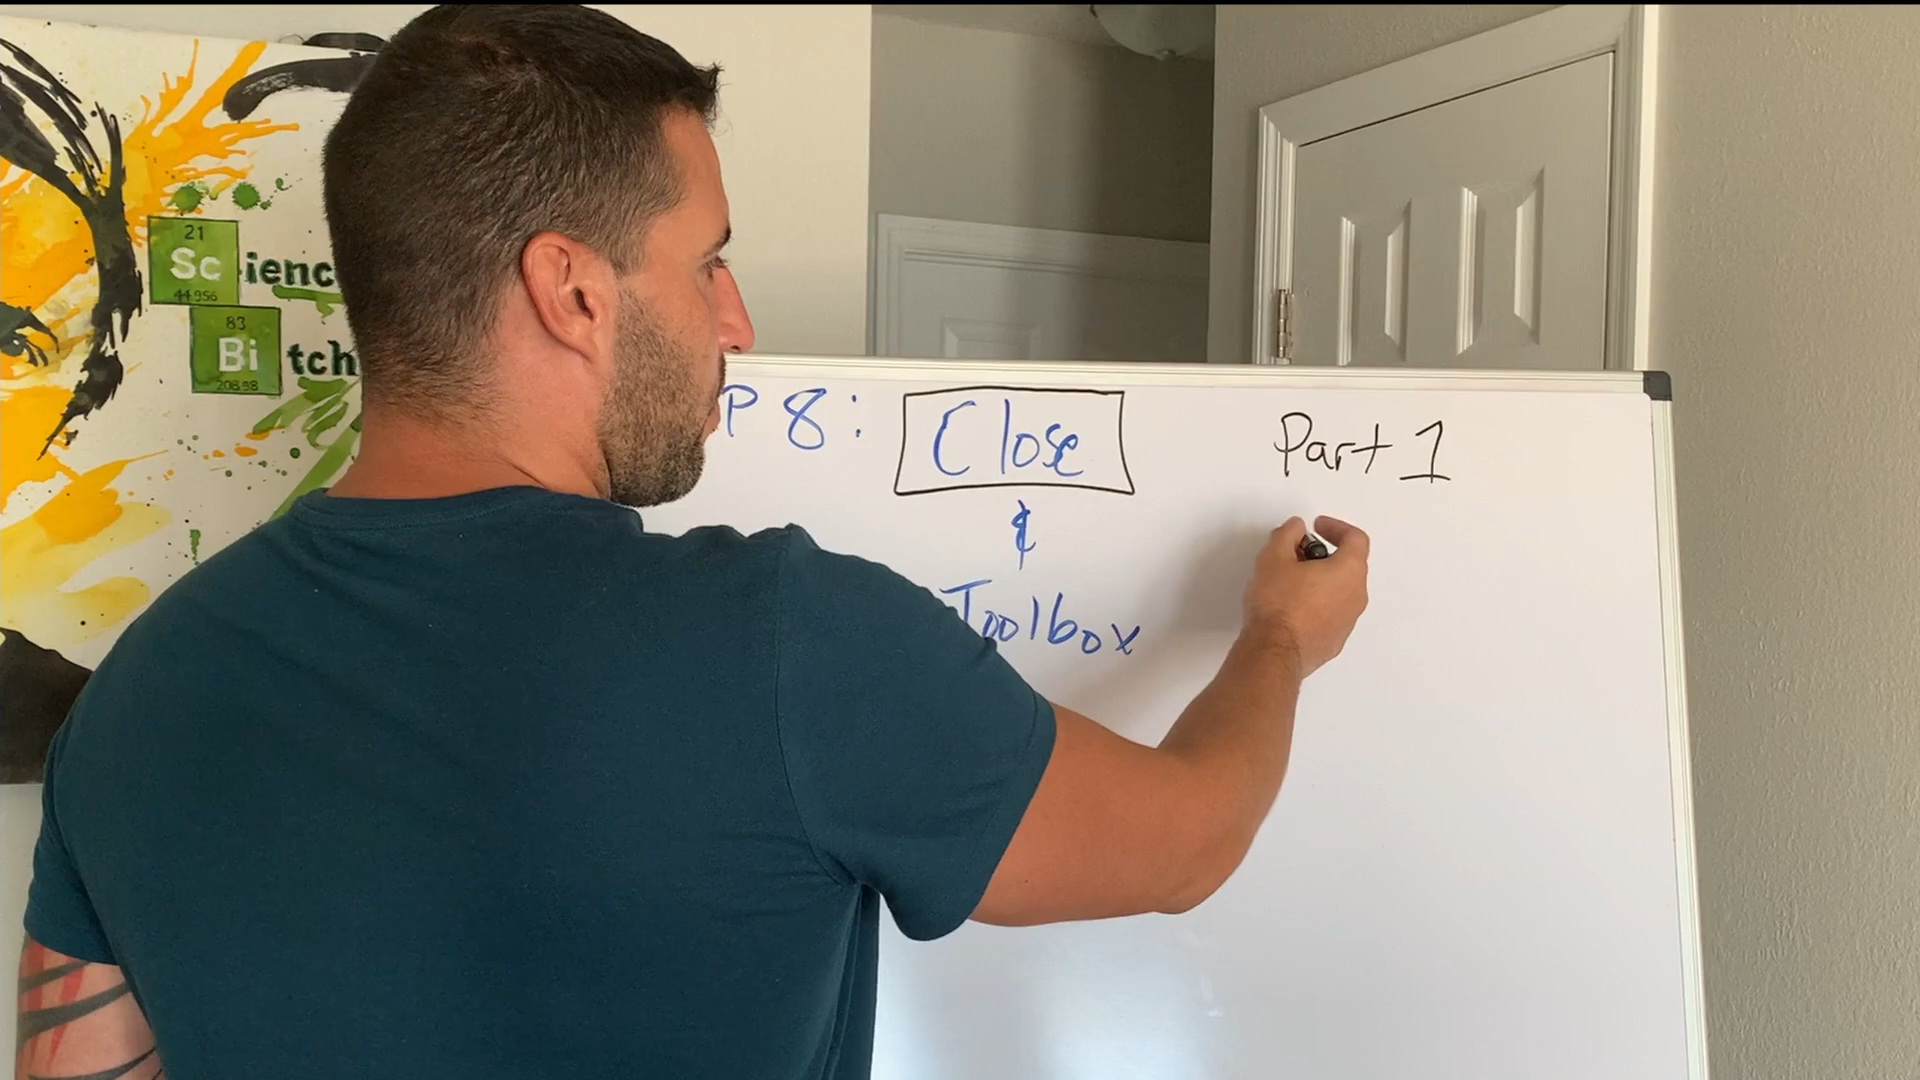 21
Sc ienc
44.956
83
Bi tch
208.98
P 8: Close
Part 1
&
Toolbox